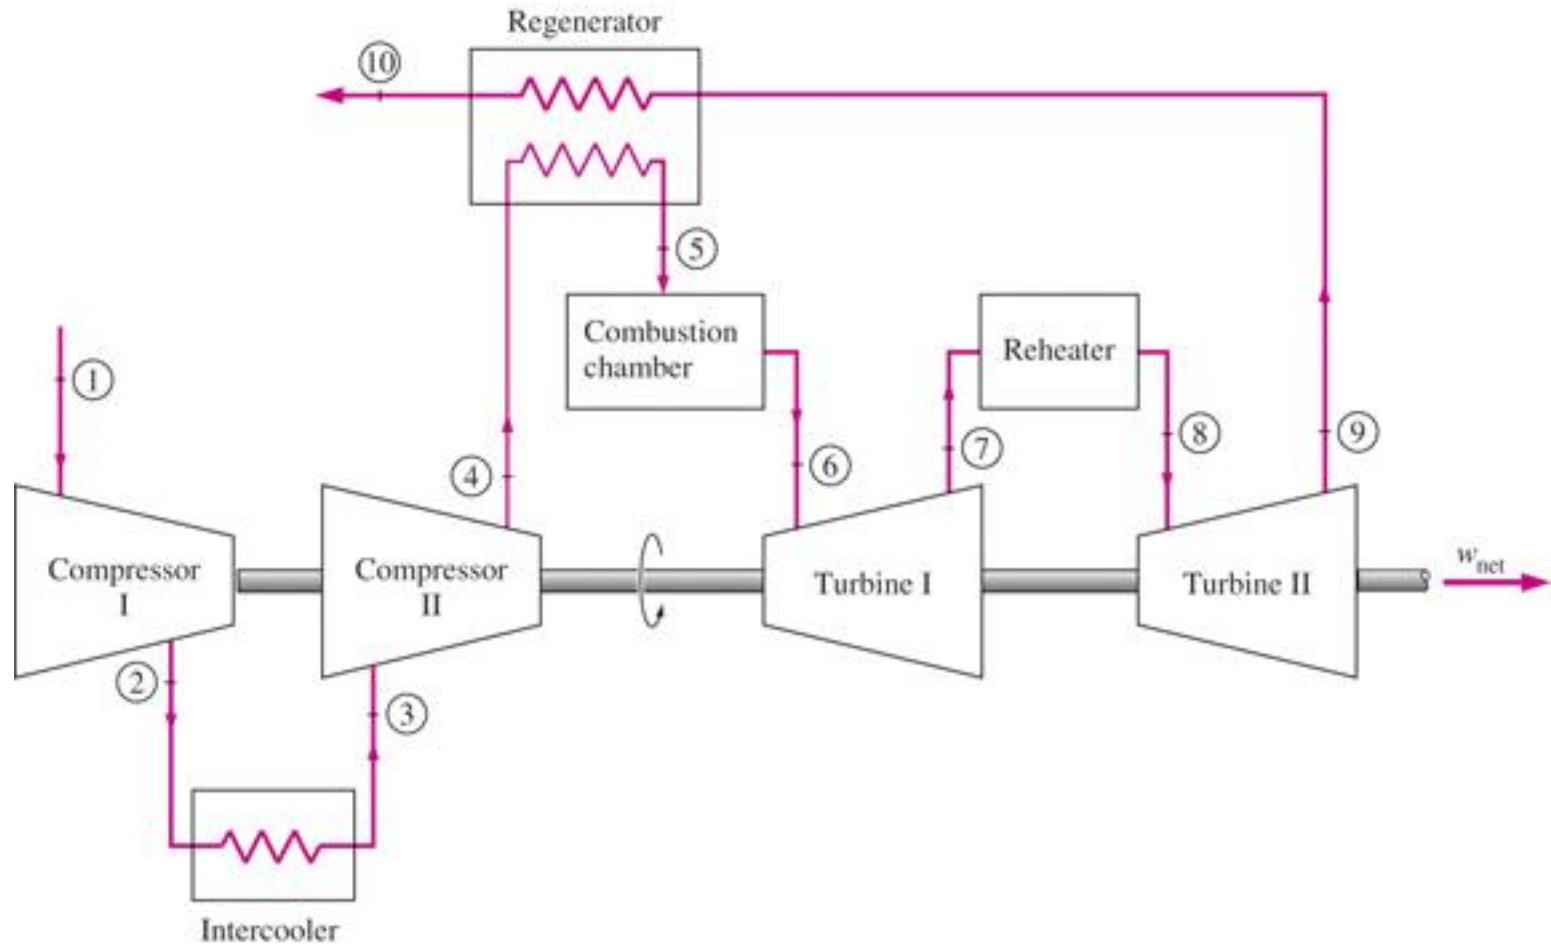 Regenerator
10
5
Combustion
chamber
Reheater
1
4
6
7
8
9
Compressor
I
Compressor
II
Turbine I
Turbine II
w net
2
3
Intercooler